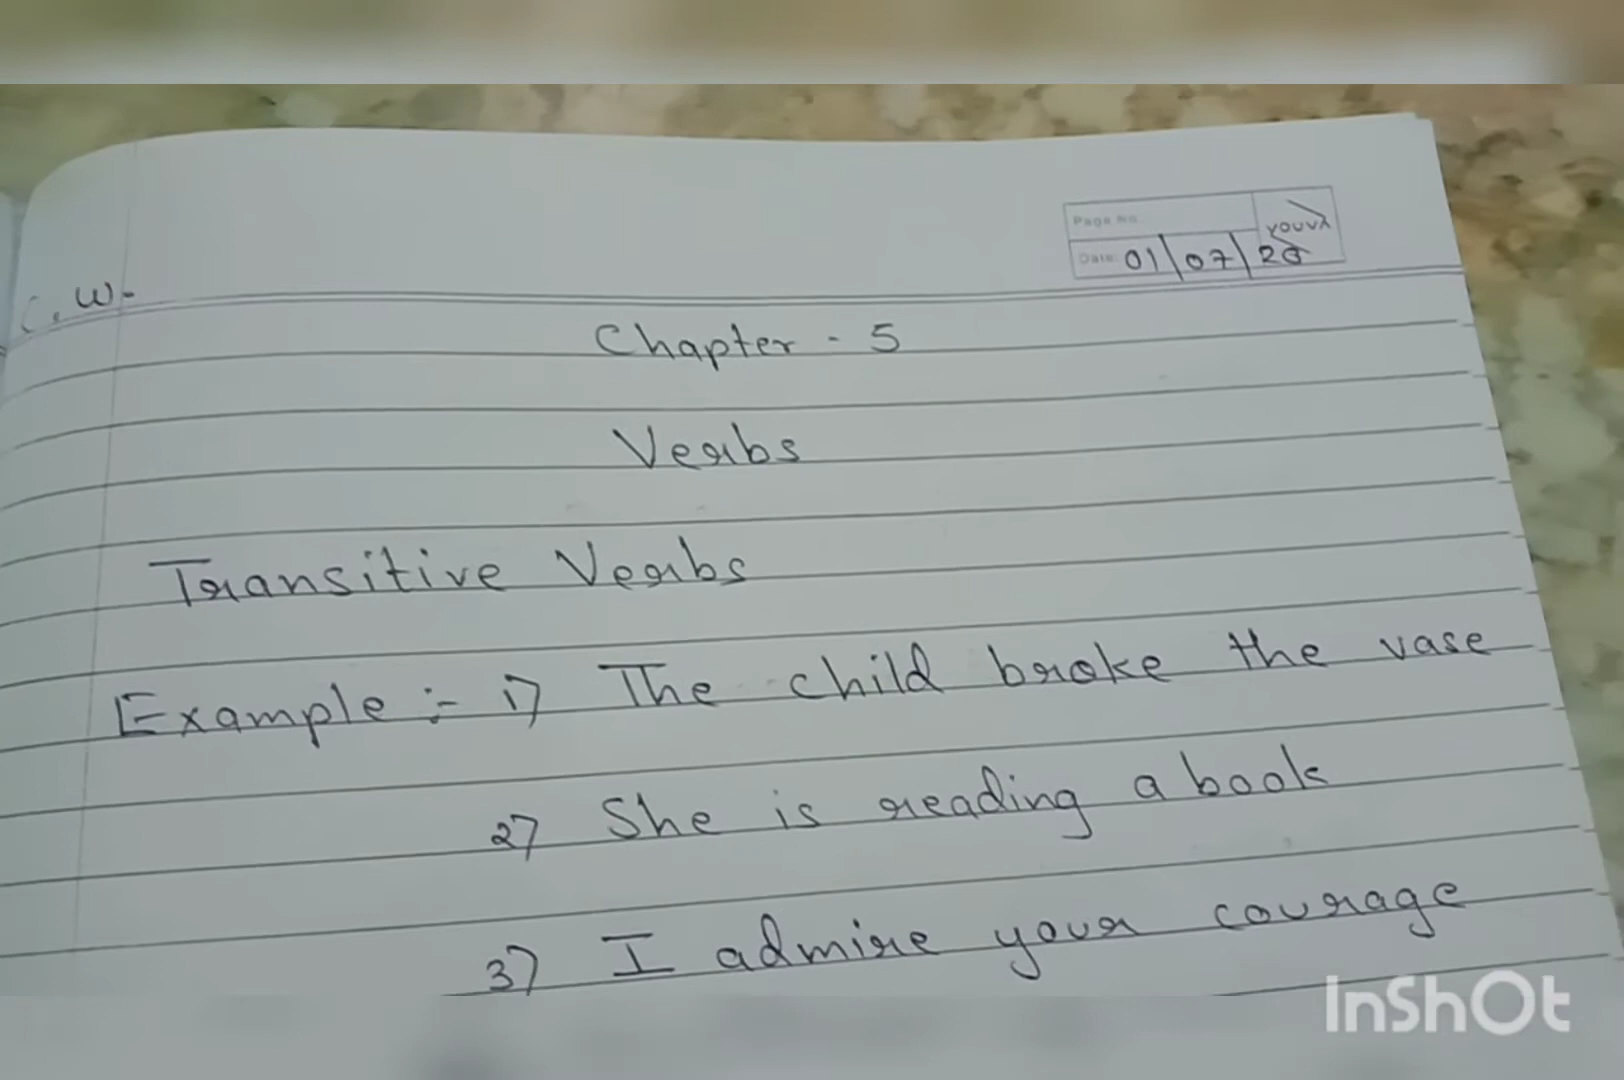 Page No.
YOUVA
Date 01/07/20
C.W-
Chapter - 5
Verbs
Transitive Verbs
Example :- 1) The child broke the vase
2) She is reading a book
3) I admire your courage
InShOt